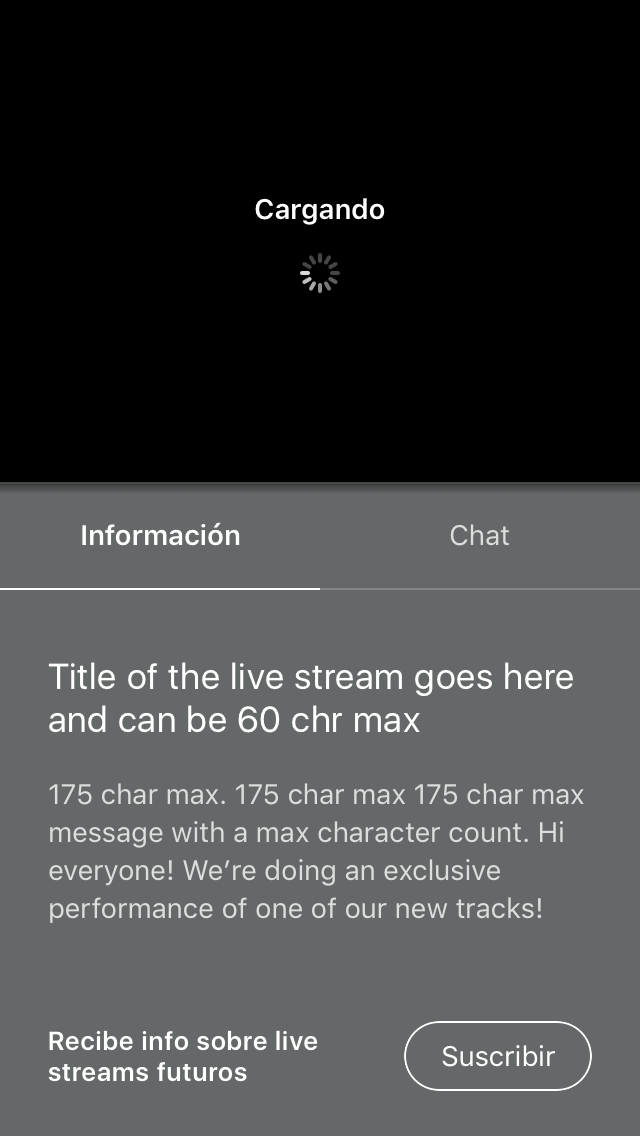 Cargando
Información
Chat
Title of the live stream goes here
and can be 60 chr max
175 char max. 175 char max 175 char max
message with a max character count. Hi
everyone! We’re doing an exclusive
performance of one of our new tracks!
Recibe info sobre live
streams futuros
Suscribir